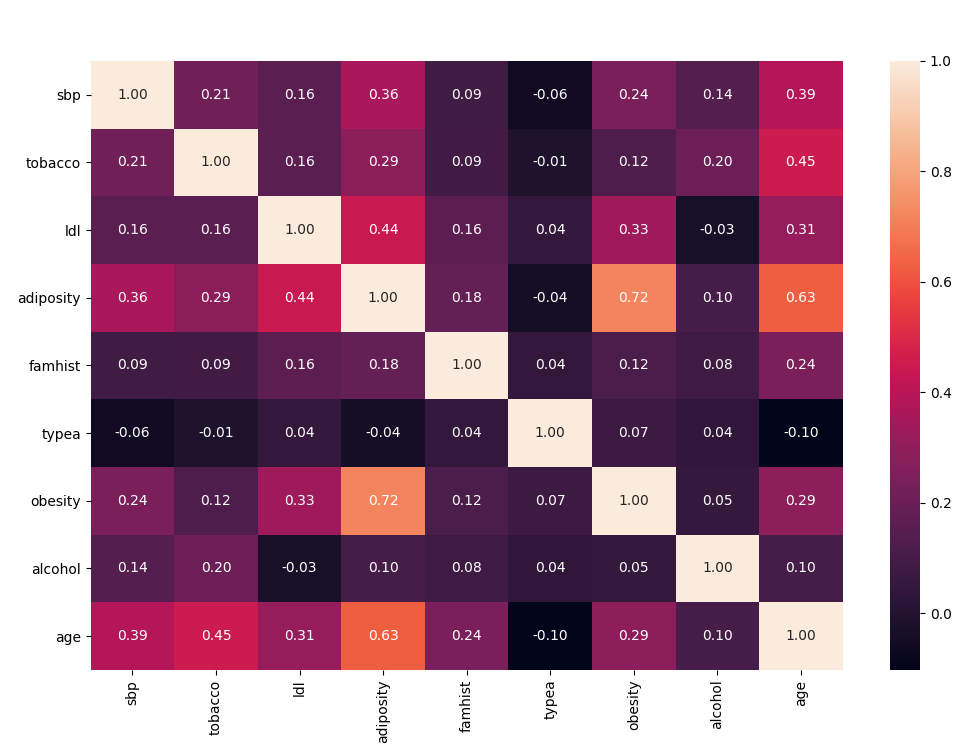 sbp 1.00 0.21 0.16 0.36 0.09 -0.06 0.24 0.14 0.39
tobacco 0.21 1.00 0.16 0.29 0.09 -0.01 0.12 0.20 0.45
ldl 0.16 0.16 1.00 0.44 0.16 0.04 0.33 -0.03 0.31
adiposity 0.36 0.29 0.44 1.00 0.18 -0.04 0.72 0.10 0.63
famhist 0.09 0.09 0.16 0.18 1.00 0.04 0.12 0.08 0.24
typea -0.06 -0.01 0.04 -0.04 0.04 1.00 0.07 0.04 -0.10
obesity 0.24 0.12 0.33 0.72 0.12 0.07 1.00 0.05 0.29
alcohol 0.14 0.20 -0.03 0.10 0.08 0.04 0.05 1.00 0.10
age 0.39 0.45 0.31 0.63 0.24 -0.10 0.29 0.10 1.00
sbp tobacco ldl adiposity famhist typea obesity alcohol age
1.0
0.8
0.6
0.4
0.2
0.0